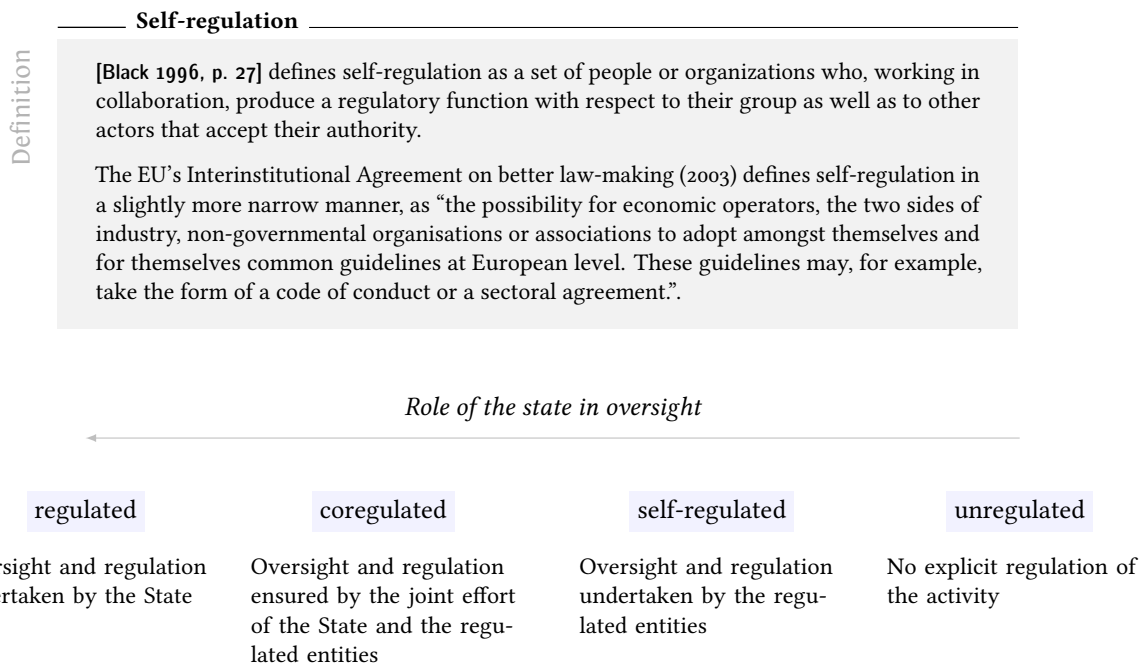 Self-regulation
Definition
[Black 1996, p. 27] defines self-regulation as a set of people or organizations who, working in
collaboration, produce a regulatory function with respect to their group as well as to other
actors that accept their authority.
The EU’s Interinstitutional Agreement on better law-making (2003) defines self-regulation in
a slightly more narrow manner, as “the possibility for economic operators, the two sides of
industry, non-governmental organisations or associations to adopt amongst themselves and
for themselves common guidelines at European level. These guidelines may, for example,
take the form of a code of conduct or a sectoral agreement.”.
Role of the state in oversight
regulated
rsight and regulation
ertaken by the State
coregulated
Oversight and regulation
ensured by the joint effort
of the State and the regu-
lated entities
self-regulated
Oversight and regulation
undertaken by the regu-
lated entities
unregulated
No explicit regulation of
the activity